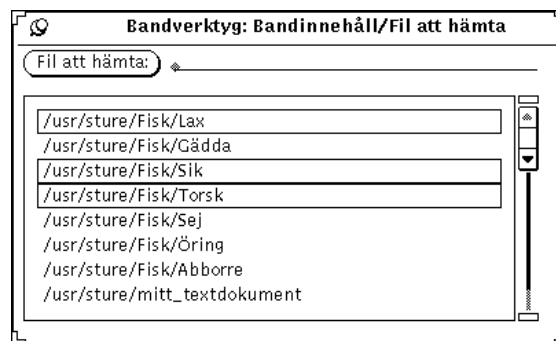 Bandverktyg: Bandinnehåll/Fil att hämta
Fil att hämta:
/usr/sture/Fisk/Lax
/usr/sture/Fisk/Gädda
/usr/sture/Fisk/Sik
/usr/sture/Fisk/Torsk
/usr/sture/Fisk/Sej
/usr/sture/Fisk/Öring
/usr/sture/Fisk/Abborre
/usr/sture/mitt_textdokument